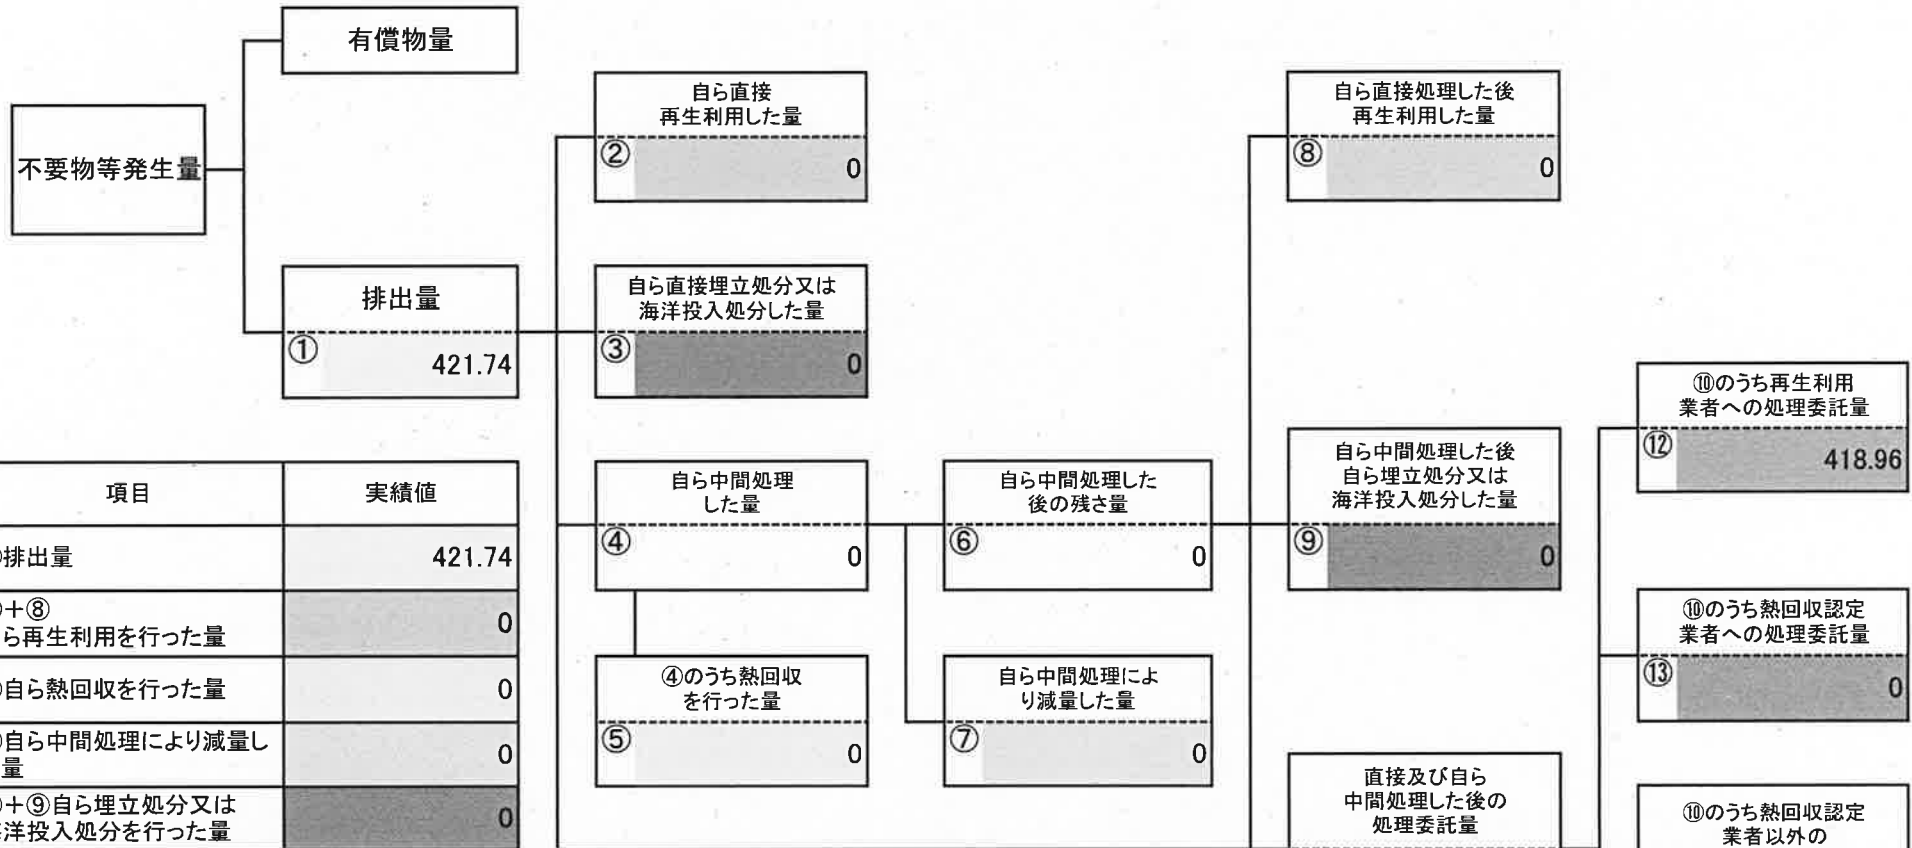 有償物量
不要物等発生量
排出量
①
421.74
自ら直接
再生利用した量
②
0
自ら直接埋立処分又は
海洋投入処分した量
③
0
自ら中間処理
した量
④
0
④のうち熱回収
を行った量
⑤
0
自ら中間処理した
後の残さ量
⑥
0
自ら中間処理によ
り減量した量
⑦
0
自ら直接処理した後
再生利用した量
⑧
0
自ら中間処理した後
自ら埋立処分又は
海洋投入処分した量
⑨
0
直接及び自ら
中間処理した後の
処理委託量
⑩のうち再生利用
業者への処理委託量
⑫
418.96
⑩のうち熱回収認定
業者への処理委託量
⑬
0
⑩のうち熱回収認定
業者以外の
項目 実績値
排出量 421.74
+⑧
ら再生利用を行った量 0
自ら熱回収を行った量 0
自ら中間処理により減量し
量 0
+⑨自ら埋立処分又は
洋投入処分を行った量 0